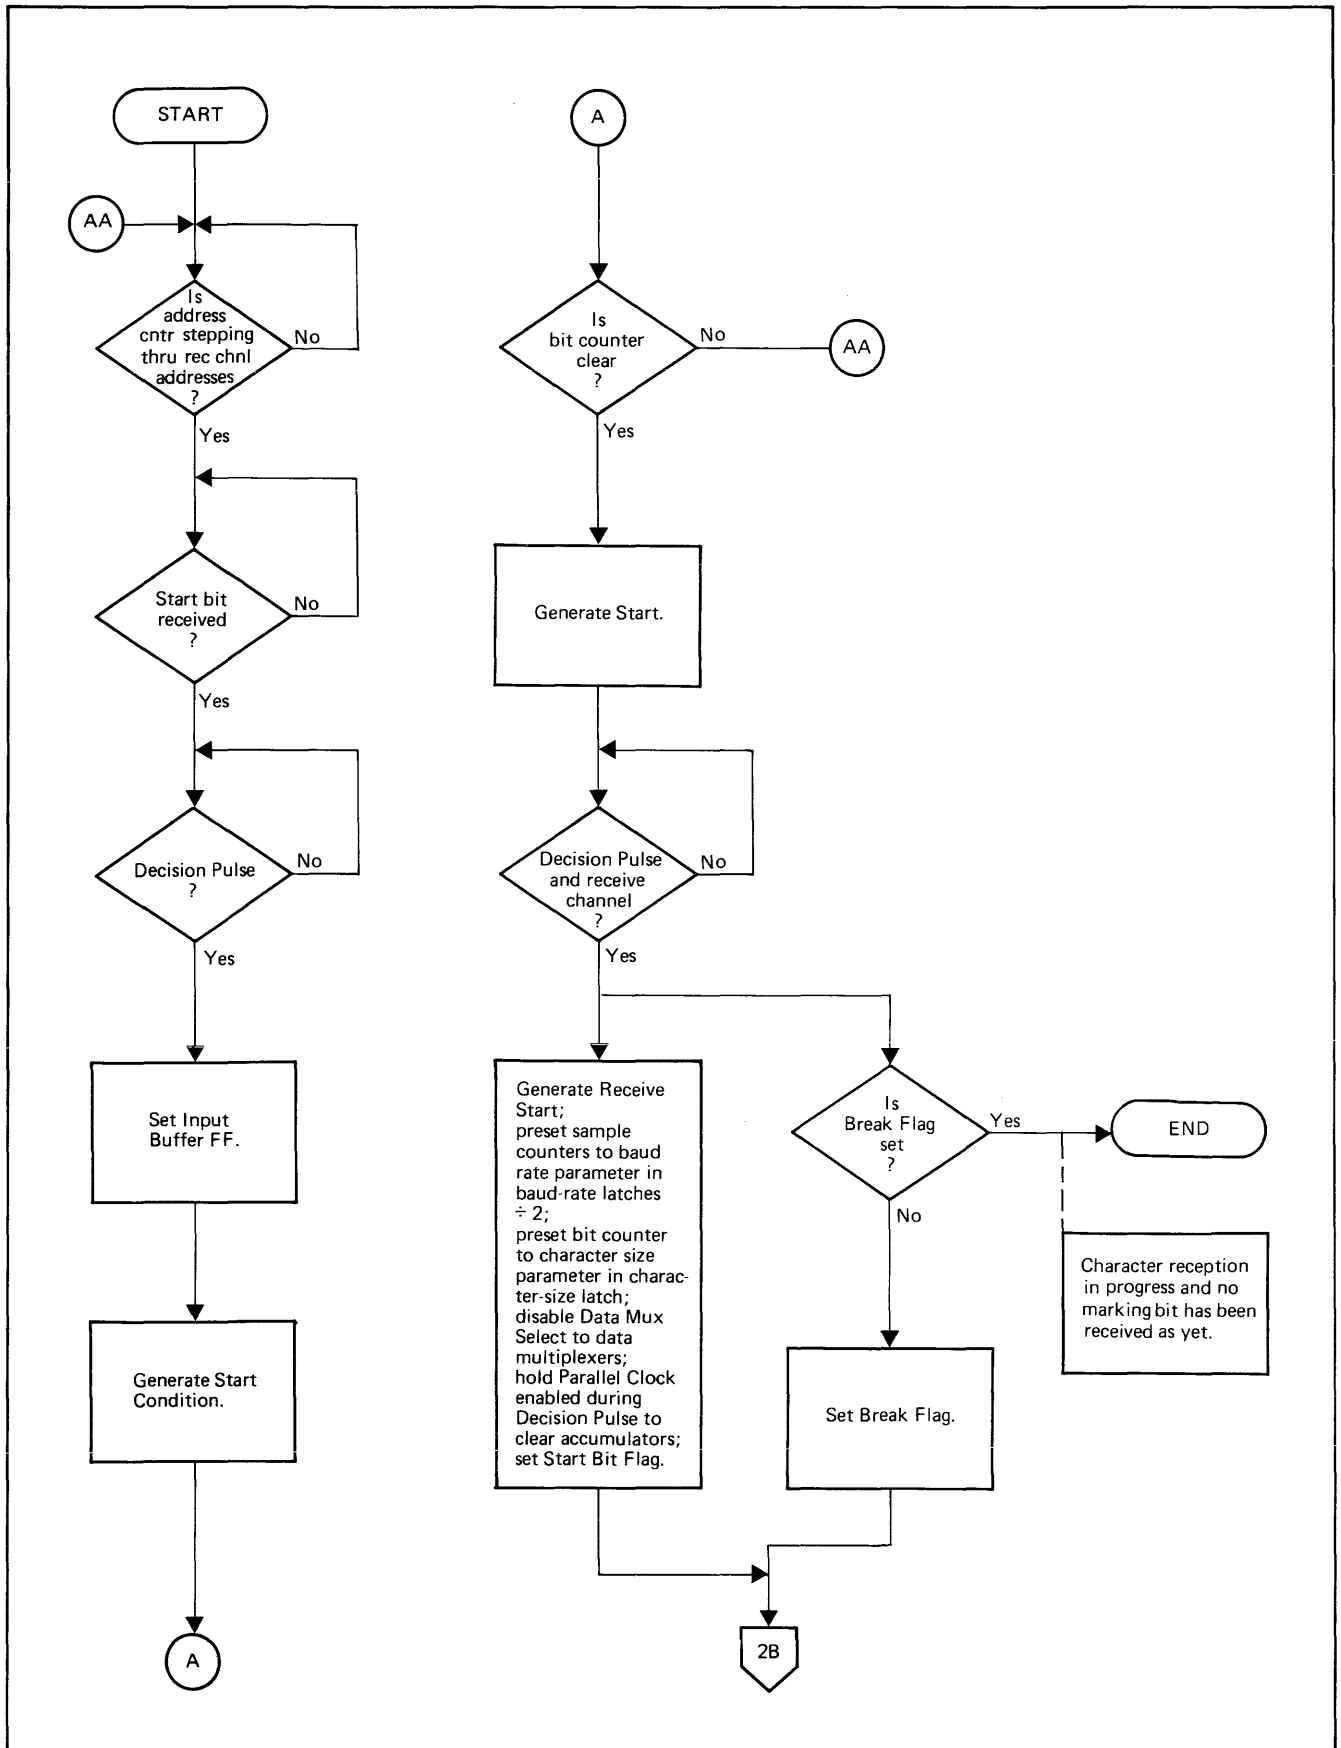 START
AA
Is
address
cntr stepping
thru rec chnl
addresses
?
No
Yes
Start bit
received
?
No
Yes
Decision Pulse
?
No
Yes
Set Input
Buffer FF.
Generate Start
Condition.
A
A
Is
bit counter
clear
?
No
AA
Yes
Generate Start.
Decision Pulse
and receive
channel
?
No
Yes
Generate Receive
Start;
preset sample
counters to baud
rate parameter in
baud-rate latches
÷ 2;
preset bit counter
to character size
parameter in charac-
ter-size latch;
disable Data Mux
Select to data
multiplexers;
hold Parallel Clock
enabled during
Decision Pulse to
clear accumulators;
set Start Bit Flag.
Is
Break Flag
set
?
Yes
END
No
Character reception
in progress and no
marking bit has been
received as yet.
Set Break Flag.
2B